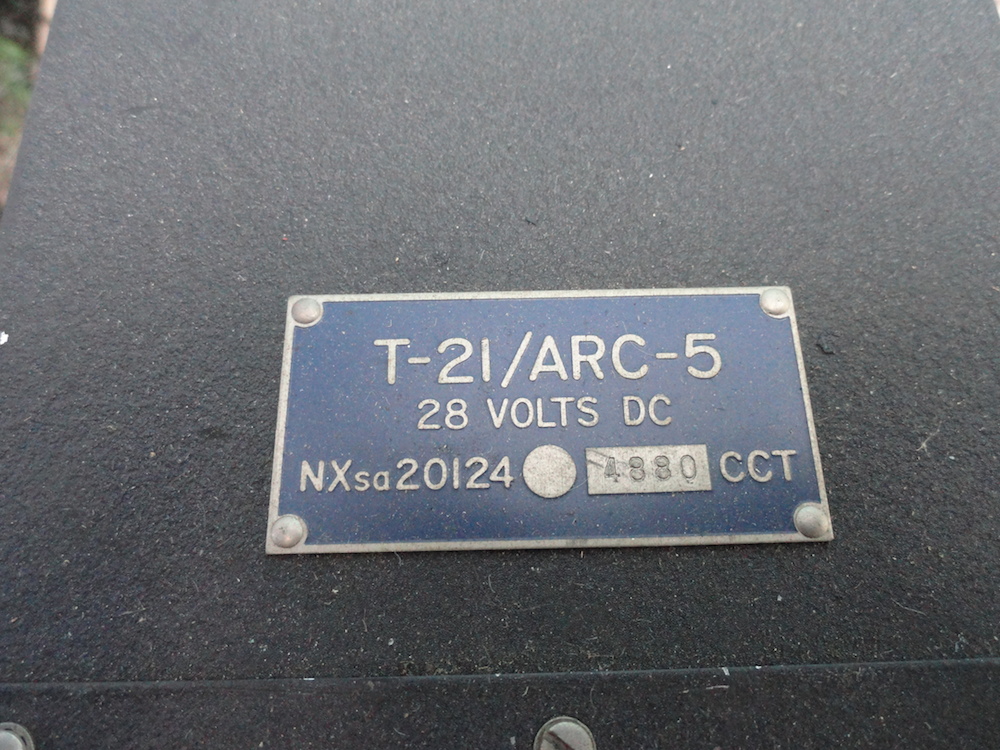 T-21/ARC-5
28 VOLTS DC
NXsa20124 4880 CCT